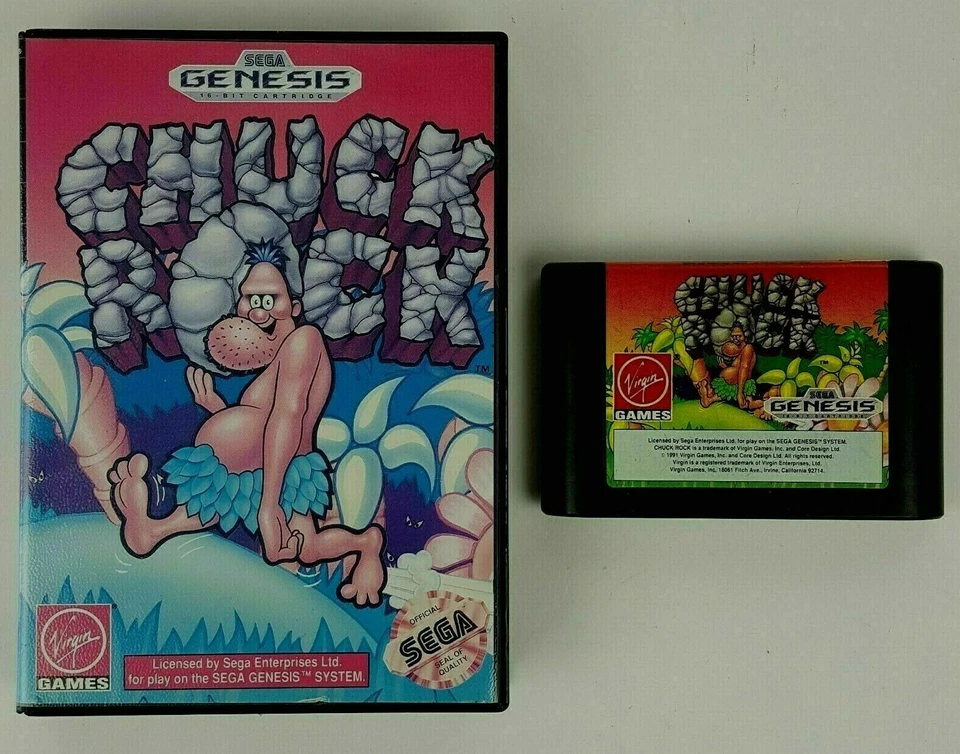 SEGA
GENESIS
16-BIT CARTRIDGE
CHUCK
ROCK
TM
Virgin
GAMES
Licensed by Sega Enterprises Ltd.
for play on the SEGA GENESIS™ SYSTEM.
OFFICIAL
SEGA
SEAL OF
QUALITY
CHUCK
ROCK
Virgin
GAMES
SEGA
GENESIS
16-BIT CARTRIDGE
Licensed by Sega Enterprises Ltd. for play on the SEGA GENESIS™ SYSTEM.
CHUCK ROCK is a trademark of Virgin Games, Inc. and Core Design Ltd.
© 1991 Virgin Games, Inc. and Core Design Ltd. All rights reserved.
Virgin is a registered trademark of Virgin Enterprises, Ltd.
Virgin Games, Inc. 18061 Fitch Ave., Irvine, California 92714.